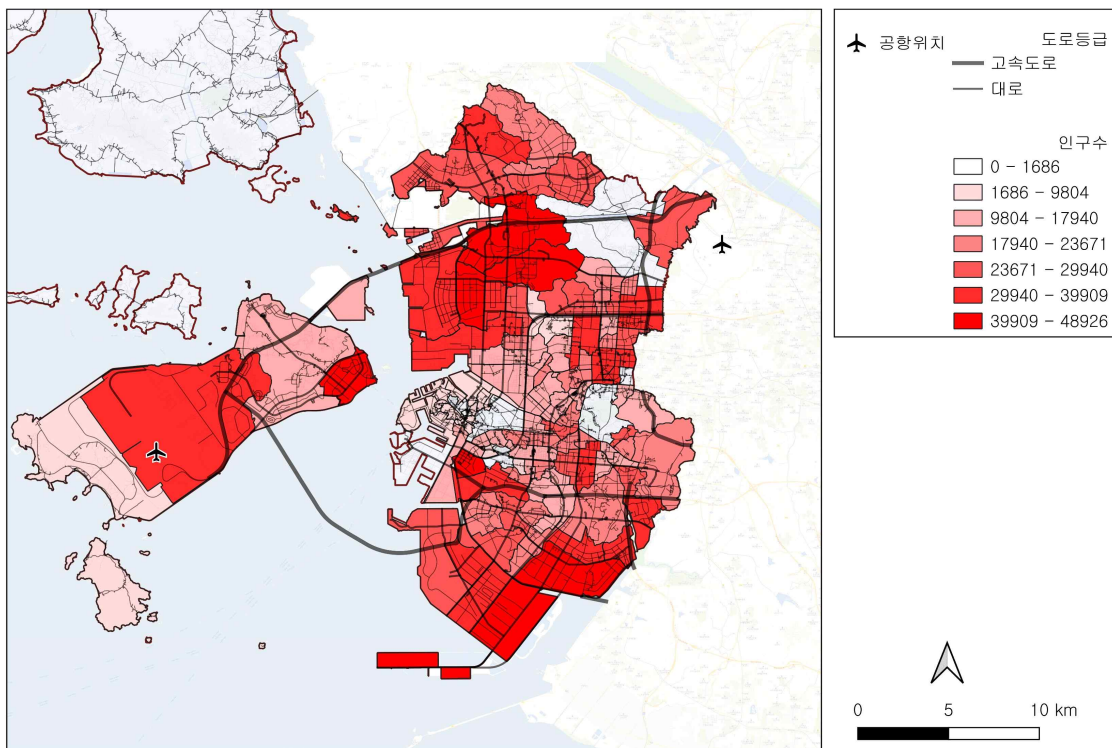 공항위치
도로등급
고속도로
대로
인구수
0 - 1686
1686 - 9804
9804 - 17940
17940 - 23671
23671 - 29940
29940 - 39909
39909 - 48926
0 5 10 km